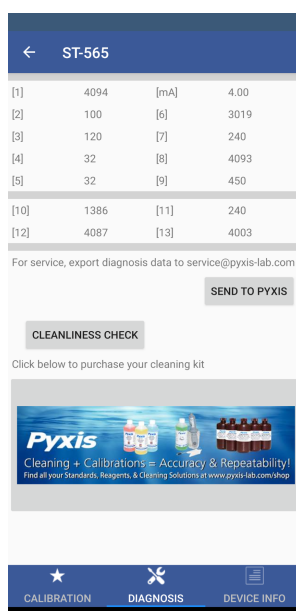 ST-565
[1] 4094 [mA] 4.00
[2] 100 [6] 3019
[3] 120 [7] 240
[4] 32 [8] 4093
[5] 32 [9] 450
[10] 1386 [11] 240
[12] 4087 [13] 4003
For service, export diagnosis data to service@pyxis-lab.com
SEND TO PYXIS
CLEANLINESS CHECK
Click below to purchase your cleaning kit
Pyxis
Cleaning + Calibrations = Accuracy & Repeatability!
Find all your Standards, Reagents, & Cleaning Solutions at www.pyxis-lab.com/shop
CALIBRATION DIAGNOSIS DEVICE INFO